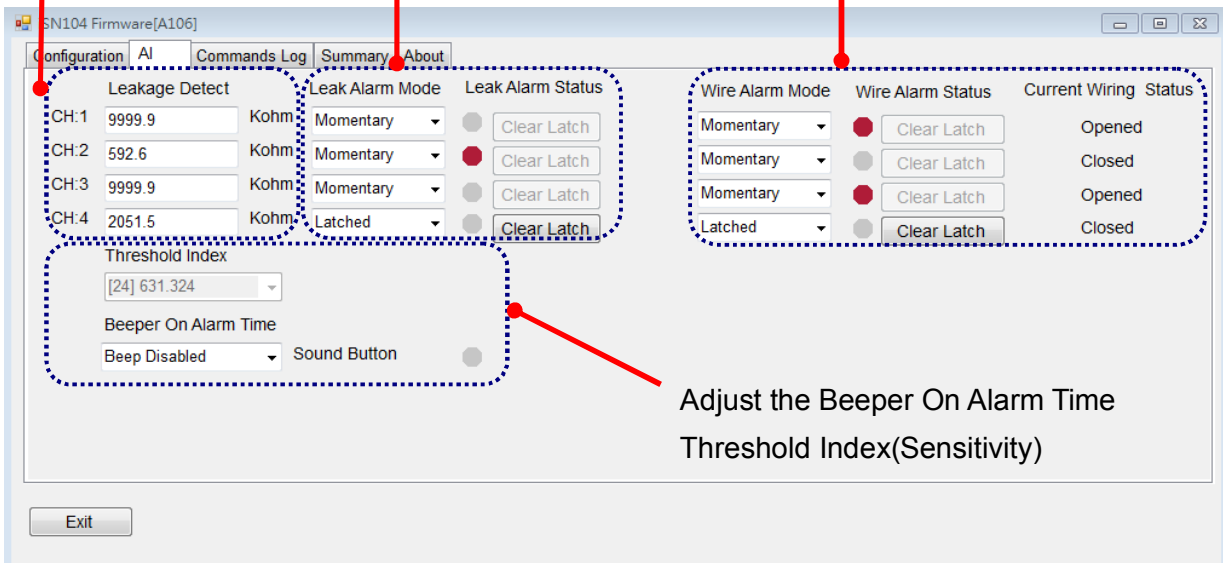 SN104 Firmware[A106]
Configuration AI Commands Log Summary About
Leakage Detect Leak Alarm Mode Leak Alarm Status Wire Alarm Mode Wire Alarm Status Current Wiring Status
CH:1 9999.9 Kohm Momentary Clear Latch Momentary Clear Latch Opened
CH:2 592.6 Kohm Momentary Clear Latch Momentary Clear Latch Closed
CH:3 9999.9 Kohm Momentary Clear Latch Momentary Clear Latch Opened
CH:4 2051.5 Kohm Latched Clear Latch Latched Clear Latch Closed
Threshold Index
[24] 631.324
Beeper On Alarm Time
Beep Disabled Sound Button
Adjust the Beeper On Alarm Time
Threshold Index(Sensitivity)
Exit